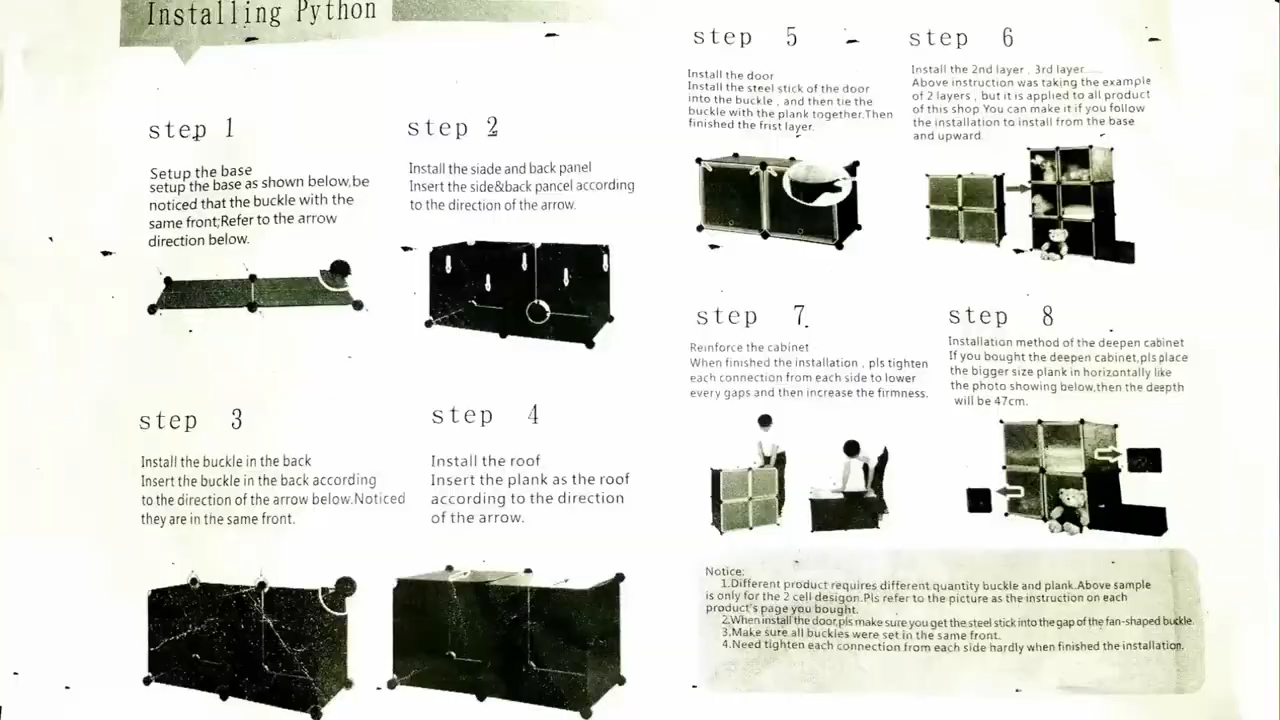 Installing Python
step 1
Setup the base
setup the base as shown below,be
noticed that the buckle with the
same front;Refer to the arrow
direction below.
step 2
Install the siade and back panel
Insert the side&back pancel according
to the direction of the arrow.
step 3
Install the buckle in the back
Insert the buckle in the back according
to the direction of the arrow below.Noticed
they are in the same front.
step 4
Install the roof
Insert the plank as the roof
according to the direction
of the arrow.
step 5
Install the door
Install the steel stick of the door
into the buckle , and then tie the
buckle with the plank together.Then
finished the frist layer.
step 6
Install the 2nd layer , 3rd layer......
Above instruction was taking the example
of 2 layers , but it is applied to all product
of this shop You can make it if you follow
the installation to install from the base
and upward.
step 7
Reinforce the cabinet
When finished the installation , pls tighten
each connection from each side to lower
every gaps and then increase the firmness.
step 8
Installation method of the deepen cabinet
If you bought the deepen cabinet,pls place
the bigger size plank in horizontally like
the photo showing below,then the deepth
will be 47cm.
Notice:
1.Different product requires different quantity buckle and plank.Above sample
is only for the 2 cell desigon.Pls refer to the picture as the instruction on each
product's page you bought.
2.When install the door,pls make sure you get the steel stick into the gap of the fan-shaped buckle.
3.Make sure all buckles were set in the same front.
4.Need tighten each connection from each side hardly when finished the installation.